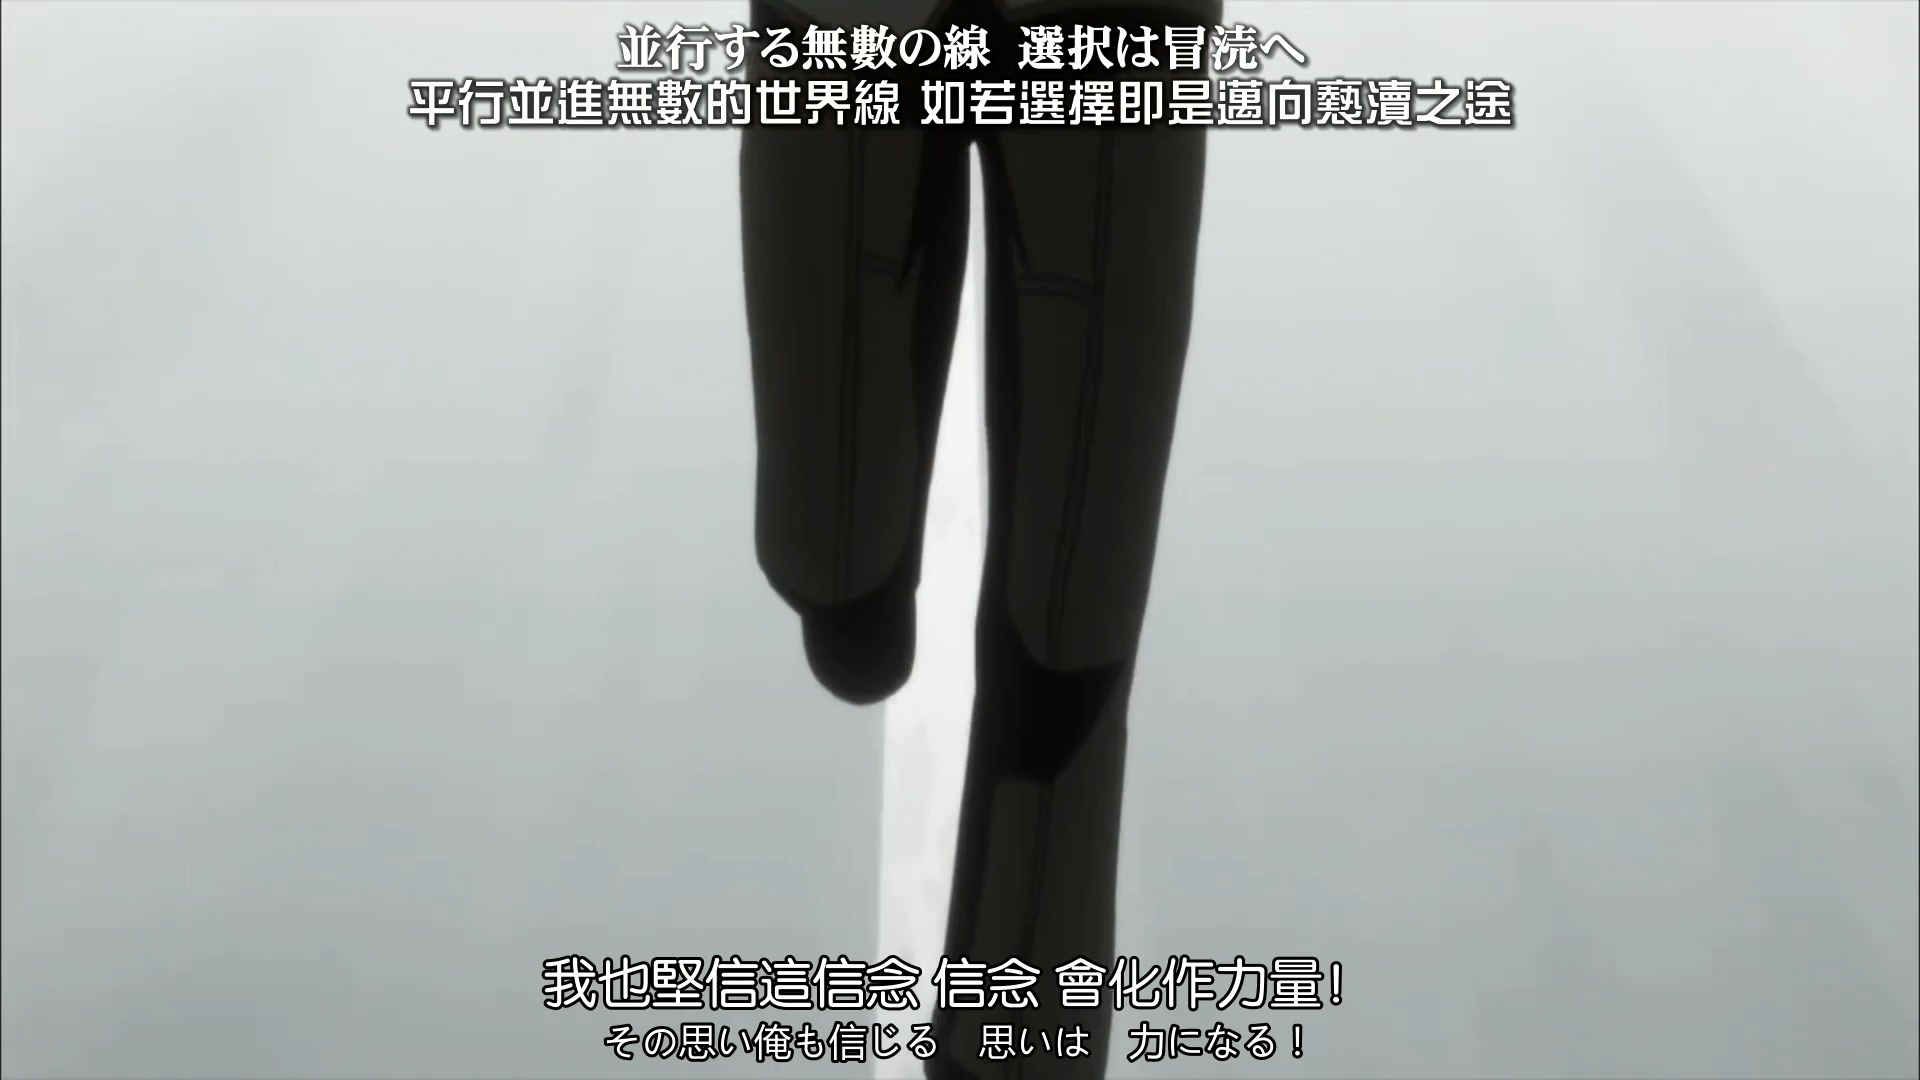 並行する無數の線 選択は冒涜へ
平行並進無數的世界線 如若選擇即是邁向褻瀆之途
我也堅信這信念 信念 會化作力量!
その思い俺も信じる 思いは 力になる!